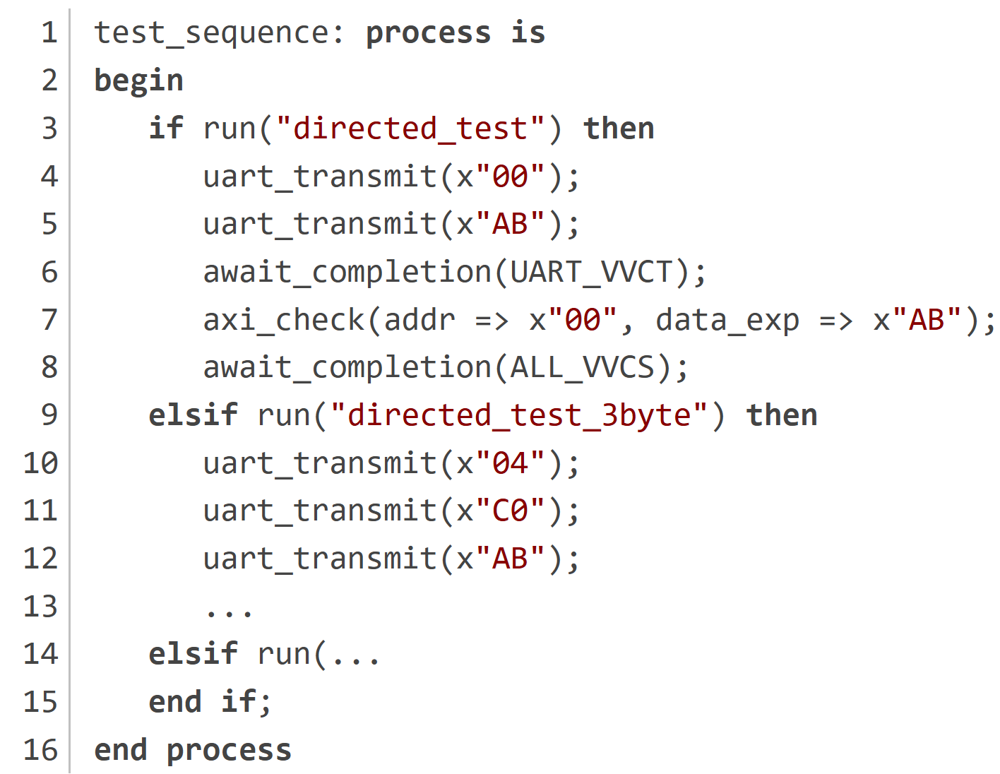 1 test_sequence: process is
2 begin
3    if run("directed_test") then
4       uart_transmit(x"00");
5       uart_transmit(x"AB");
6       await_completion(UART_VVCT);
7       axi_check(addr => x"00", data_exp => x"AB");
8       await_completion(ALL_VVCS);
9    elsif run("directed_test_3byte") then
10       uart_transmit(x"04");
11       uart_transmit(x"C0");
12       uart_transmit(x"AB");
13       ...
14    elsif run(...
15    end if;
16 end process